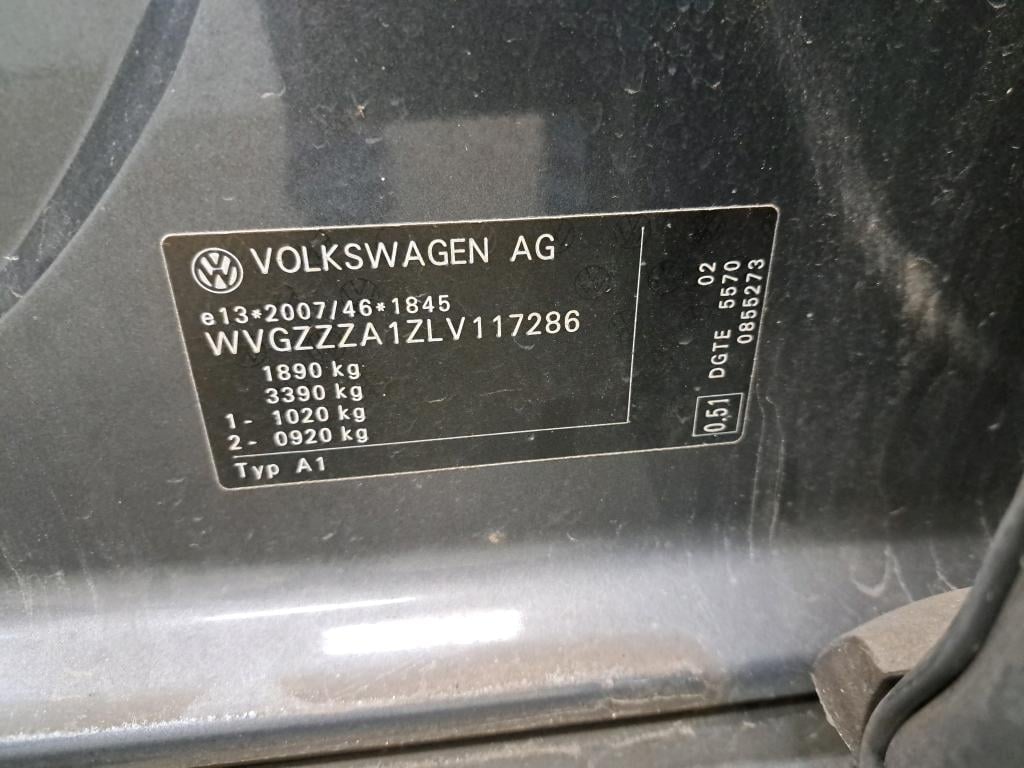 VOLKSWAGEN AG
e13*2007/46*1845
WVGZZZA1ZLV117286
1890 kg
3390 kg
1- 1020 kg
2- 0920 kg
Typ A1
02
DGTE 5570
0855273
0.51